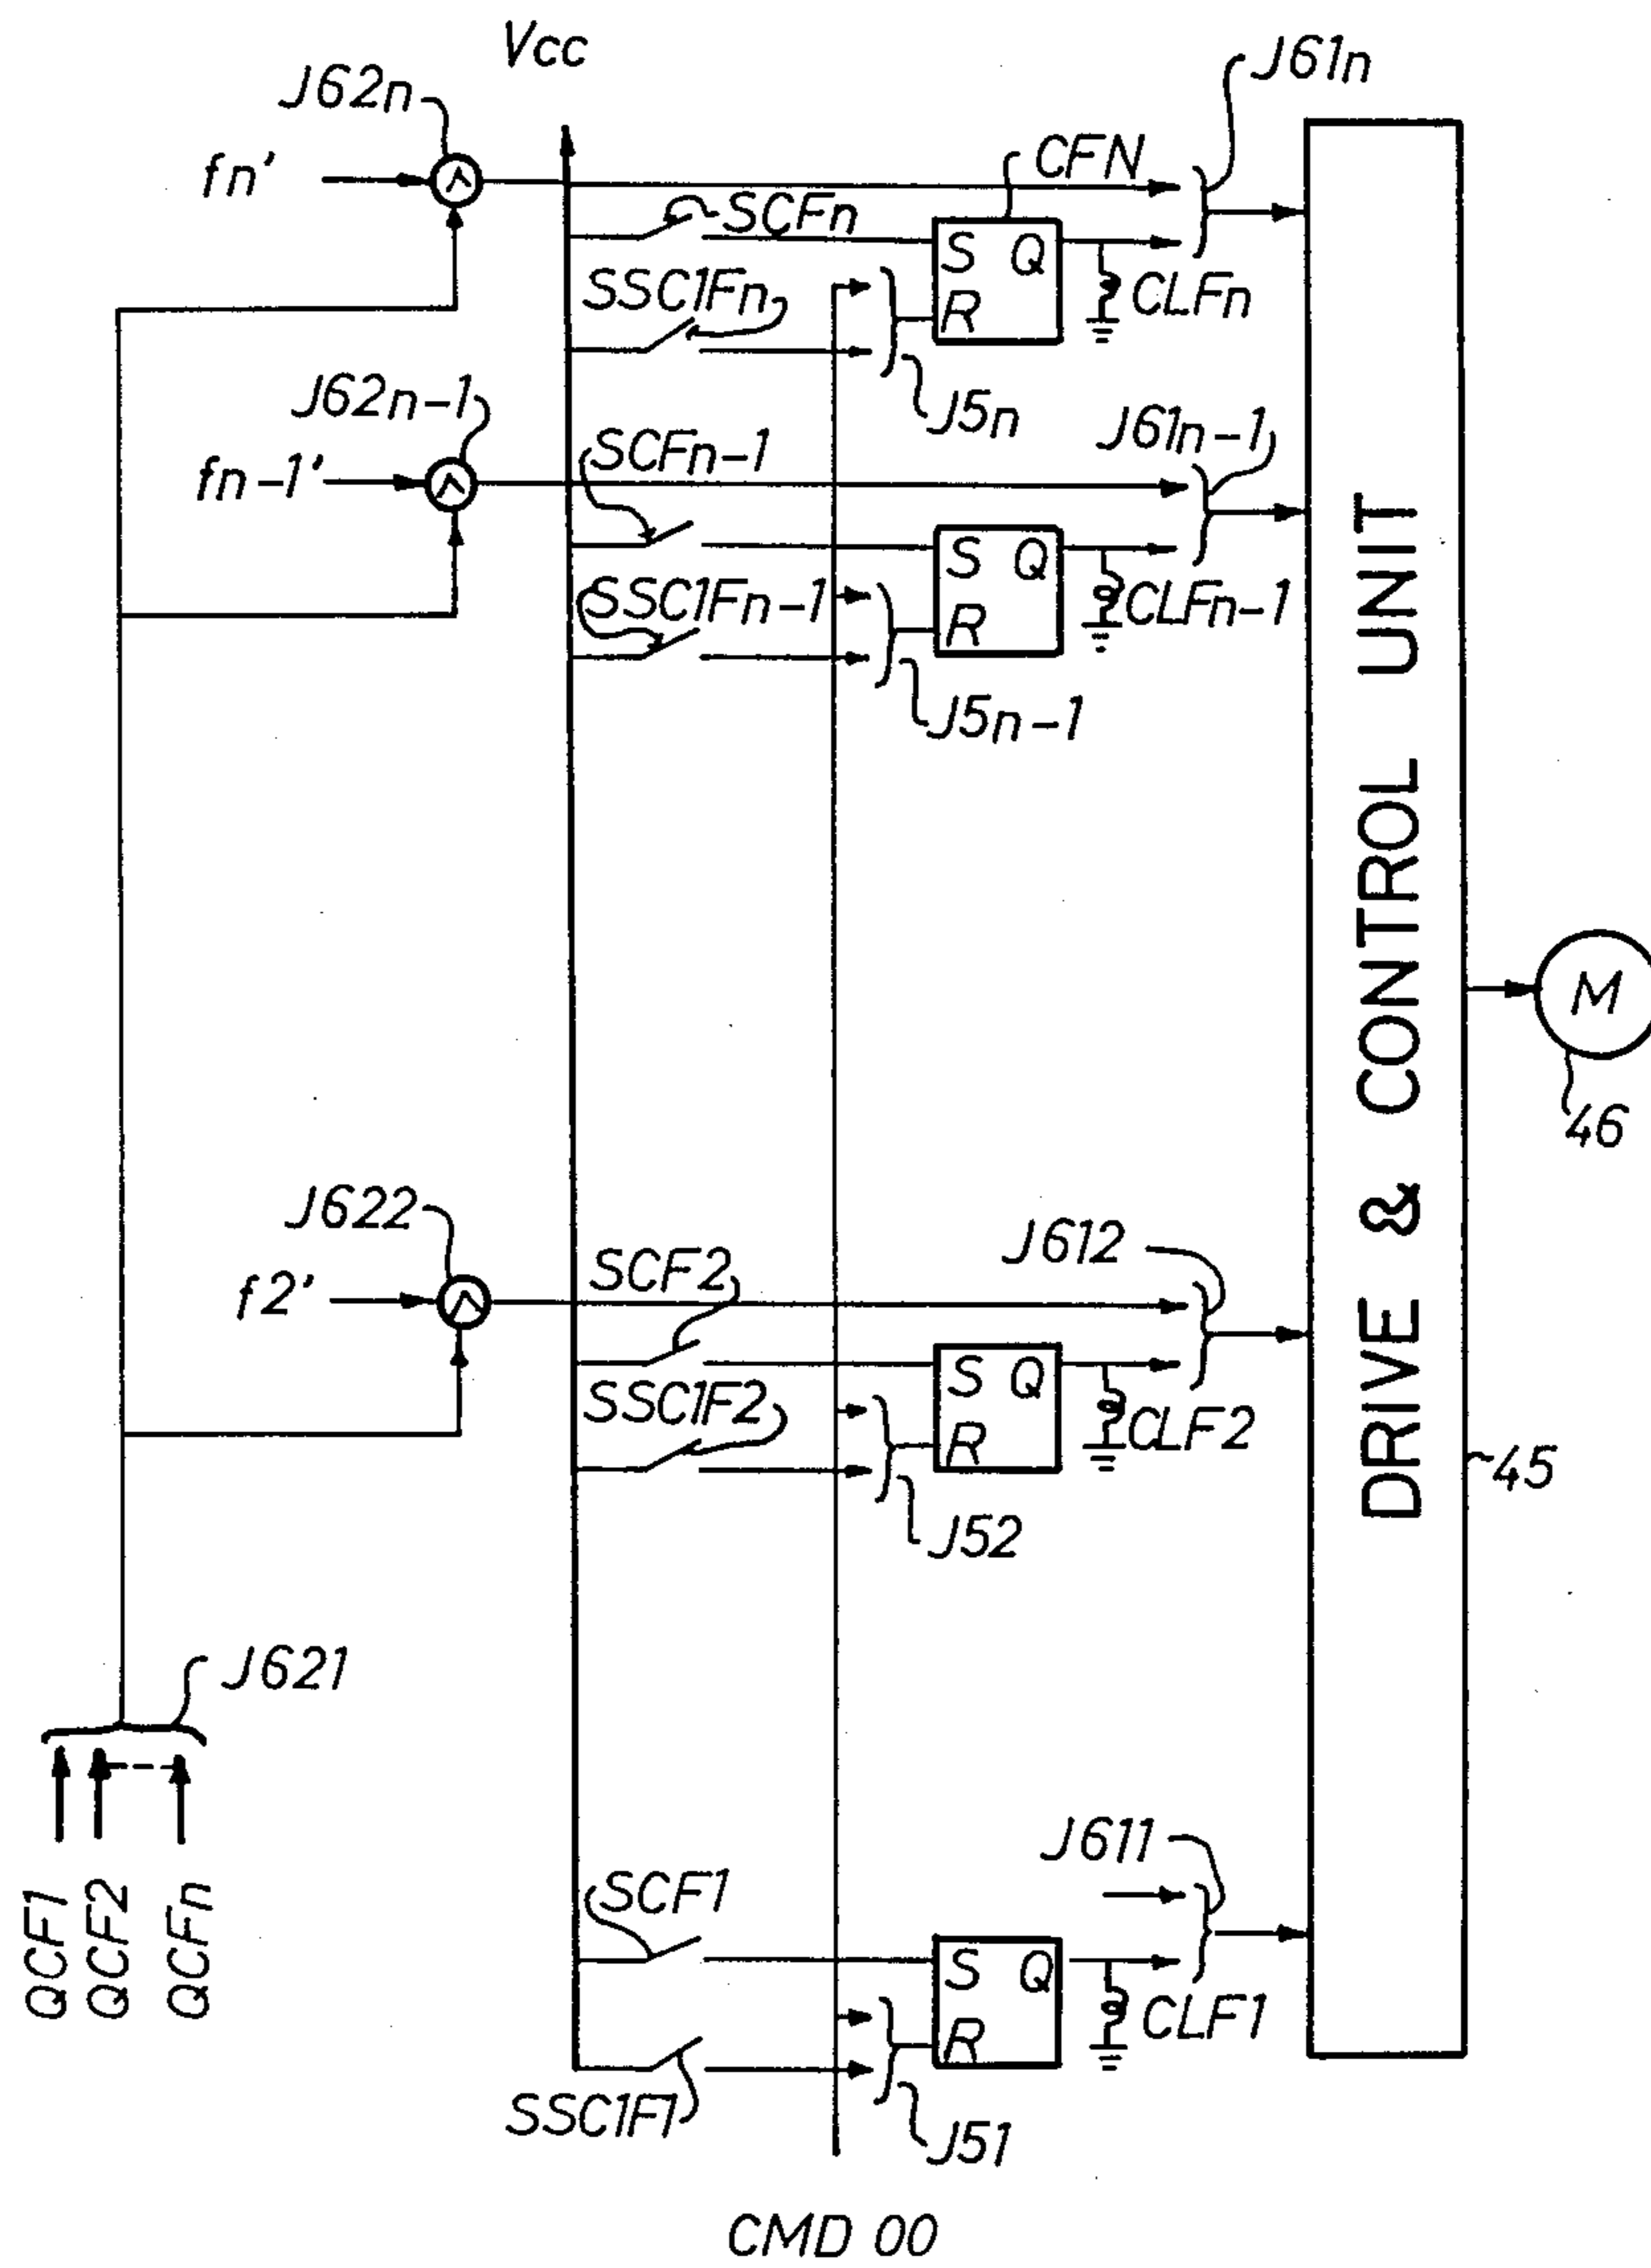 Vcc
J61n
J62n
fn'
CFN
SCFn
S Q
R
CLFn
SSC1Fn
J5n
J62n-1
J61n-1
SCFn-1
fn-1'
S Q
R
CLFn-1
SSC1Fn-1
J5n-1
DRIVE & CONTROL UNIT
M
46
J622
J612
SCF2
f2'
S Q
R
CLF2
SSC1F2
45
J52
J621
J611
SCF1
QCF1
QCF2
QCFn
S Q
R
CLF1
SSC1F1
J51
CMD 00